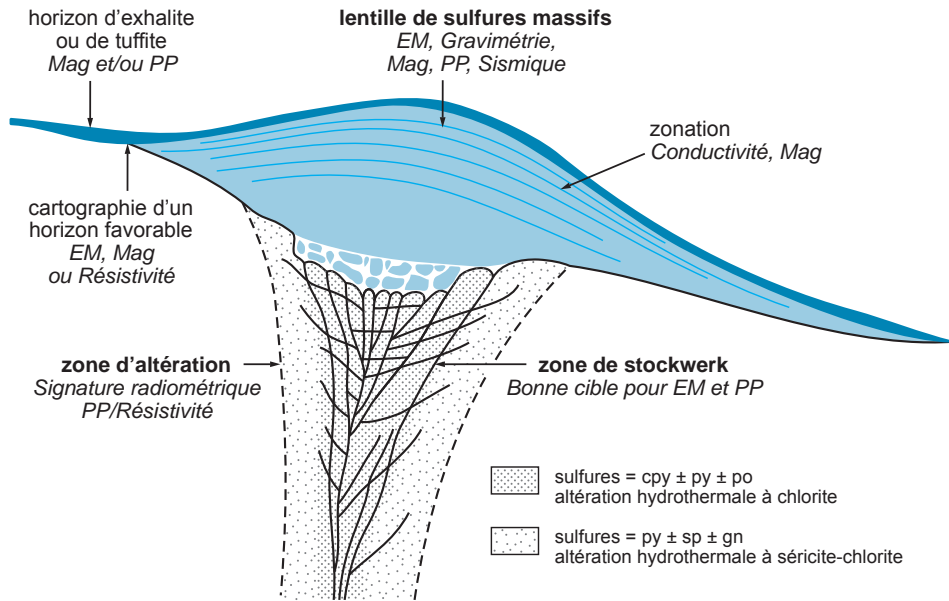 horizon d'exhalite
ou de tuffite
Mag et/ou PP
lentille de sulfures massifs
EM, Gravimétrie,
Mag, PP, Sismique
zonation
Conductivité, Mag
cartographie d'un
horizon favorable
EM, Mag
ou Résistivité
zone d'altération
Signature radiométrique
PP/Résistivité
zone de stockwerk
Bonne cible pour EM et PP
sulfures = cpy ± py ± po
altération hydrothermale à chlorite
sulfures = py ± sp ± gn
altération hydrothermale à séricite-chlorite